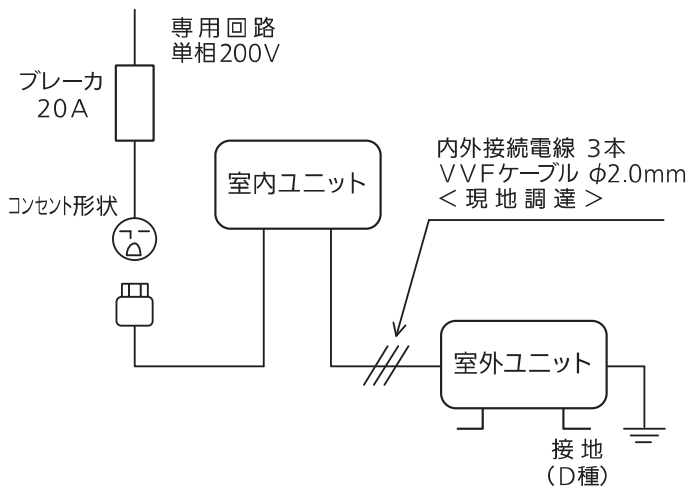 専用回路
単相200V
ブレーカ
20A
内外接続電線 3本
VVFケーブル φ2.0mm
＜現地調達＞
室内ユニット
コンセント形状
室外ユニット
接地
(D種)